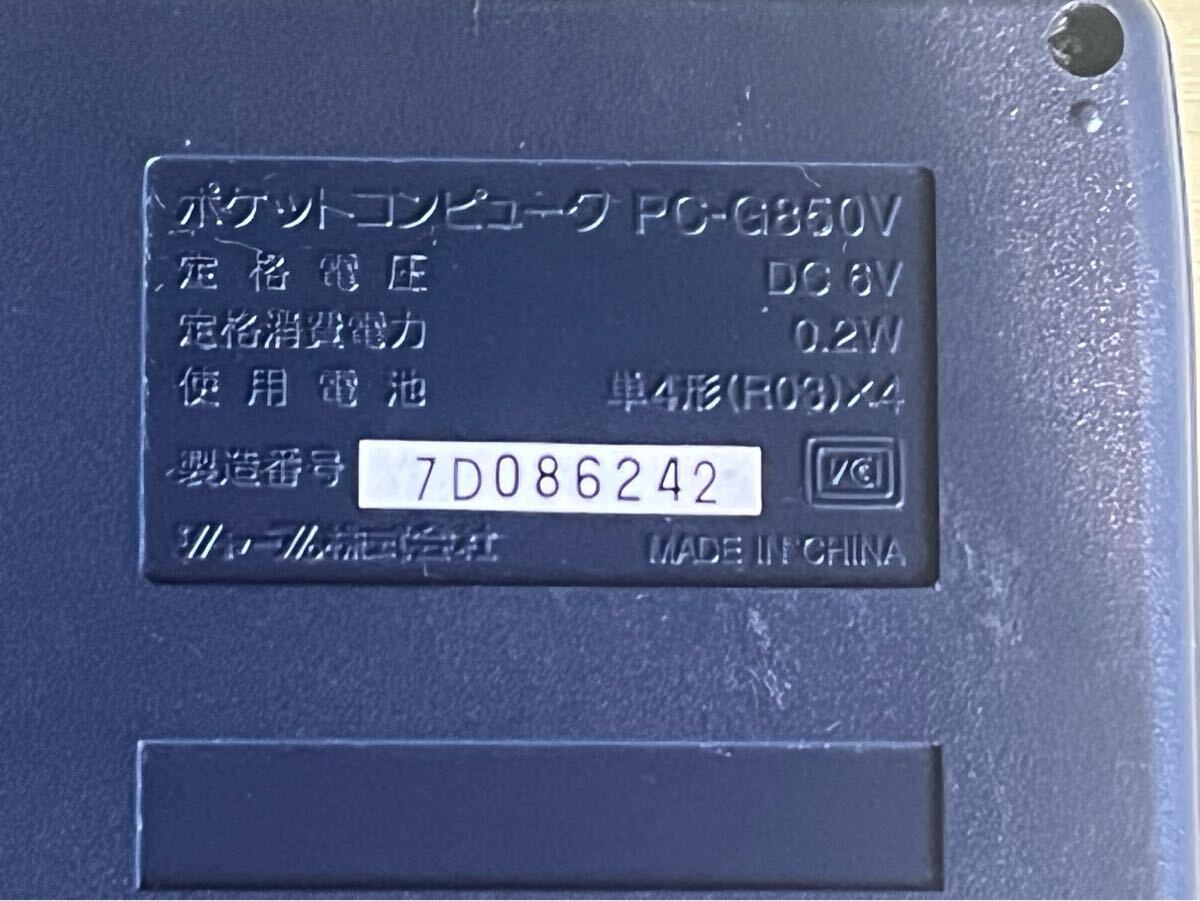 ポケットコンピュータ PC-G850V
定格電圧 DC 6V
定格消費電力 0.2W
使用電池 単4形(R03)×4
製造番号 7D086242
シャープ株式会社 MADE IN CHINA